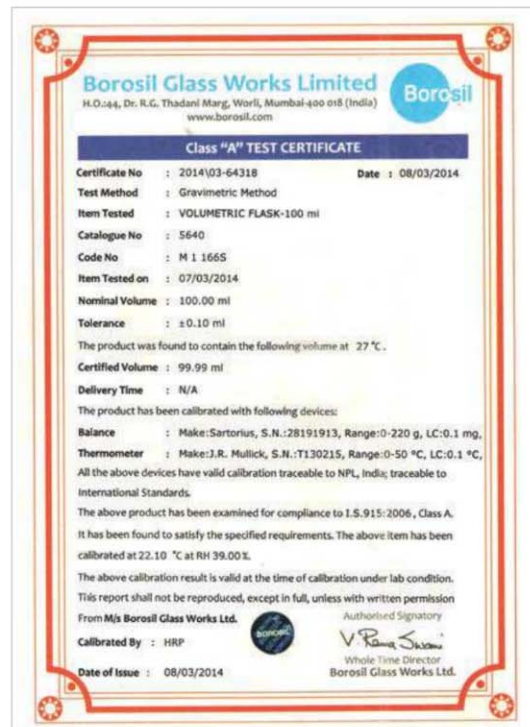 Borosil Glass Works Limited
H.O.:44, Dr. R.G. Thadani Marg, Worli, Mumbai-400 018 (India)
www.borosil.com
Borosil
Class "A" TEST CERTIFICATE
Certificate No : 2014\03-64318 Date : 08/03/2014
Test Method : Gravimetric Method
Item Tested : VOLUMETRIC FLASK-100 ml
Catalogue No : 5640
Code No : M 1 166S
Item Tested on : 07/03/2014
Nominal Volume : 100.00 ml
Tolerance : ±0.10 ml
The product was found to contain the following volume at 27 °C.
Certified Volume : 99.99 ml
Delivery Time : N/A
The product has been calibrated with following devices:
Balance : Make:Sartorius, S.N.:28191913, Range:0-220 g, LC:0.1 mg,
Thermometer : Make:J.R. Mullick, S.N.:T130215, Range:0-50 °C, LC:0.1 °C,
All the above devices have valid calibration traceable to NPL, India; traceable to
International Standards.
The above product has been examined for compliance to I.S.915:2006, Class A.
It has been found to satisfy the specified requirements. The above item has been
calibrated at 22.10 °C at RH 39.00%.
The above calibration result is valid at the time of calibration under lab condition.
This report shall not be reproduced, except in full, unless with written permission
From M/s Borosil Glass Works Ltd.
BOROSIL
Authorised Signatory
Calibrated By : HRP
V. Rama Swami
Whole Time Director
Date of Issue : 08/03/2014 Borosil Glass Works Ltd.